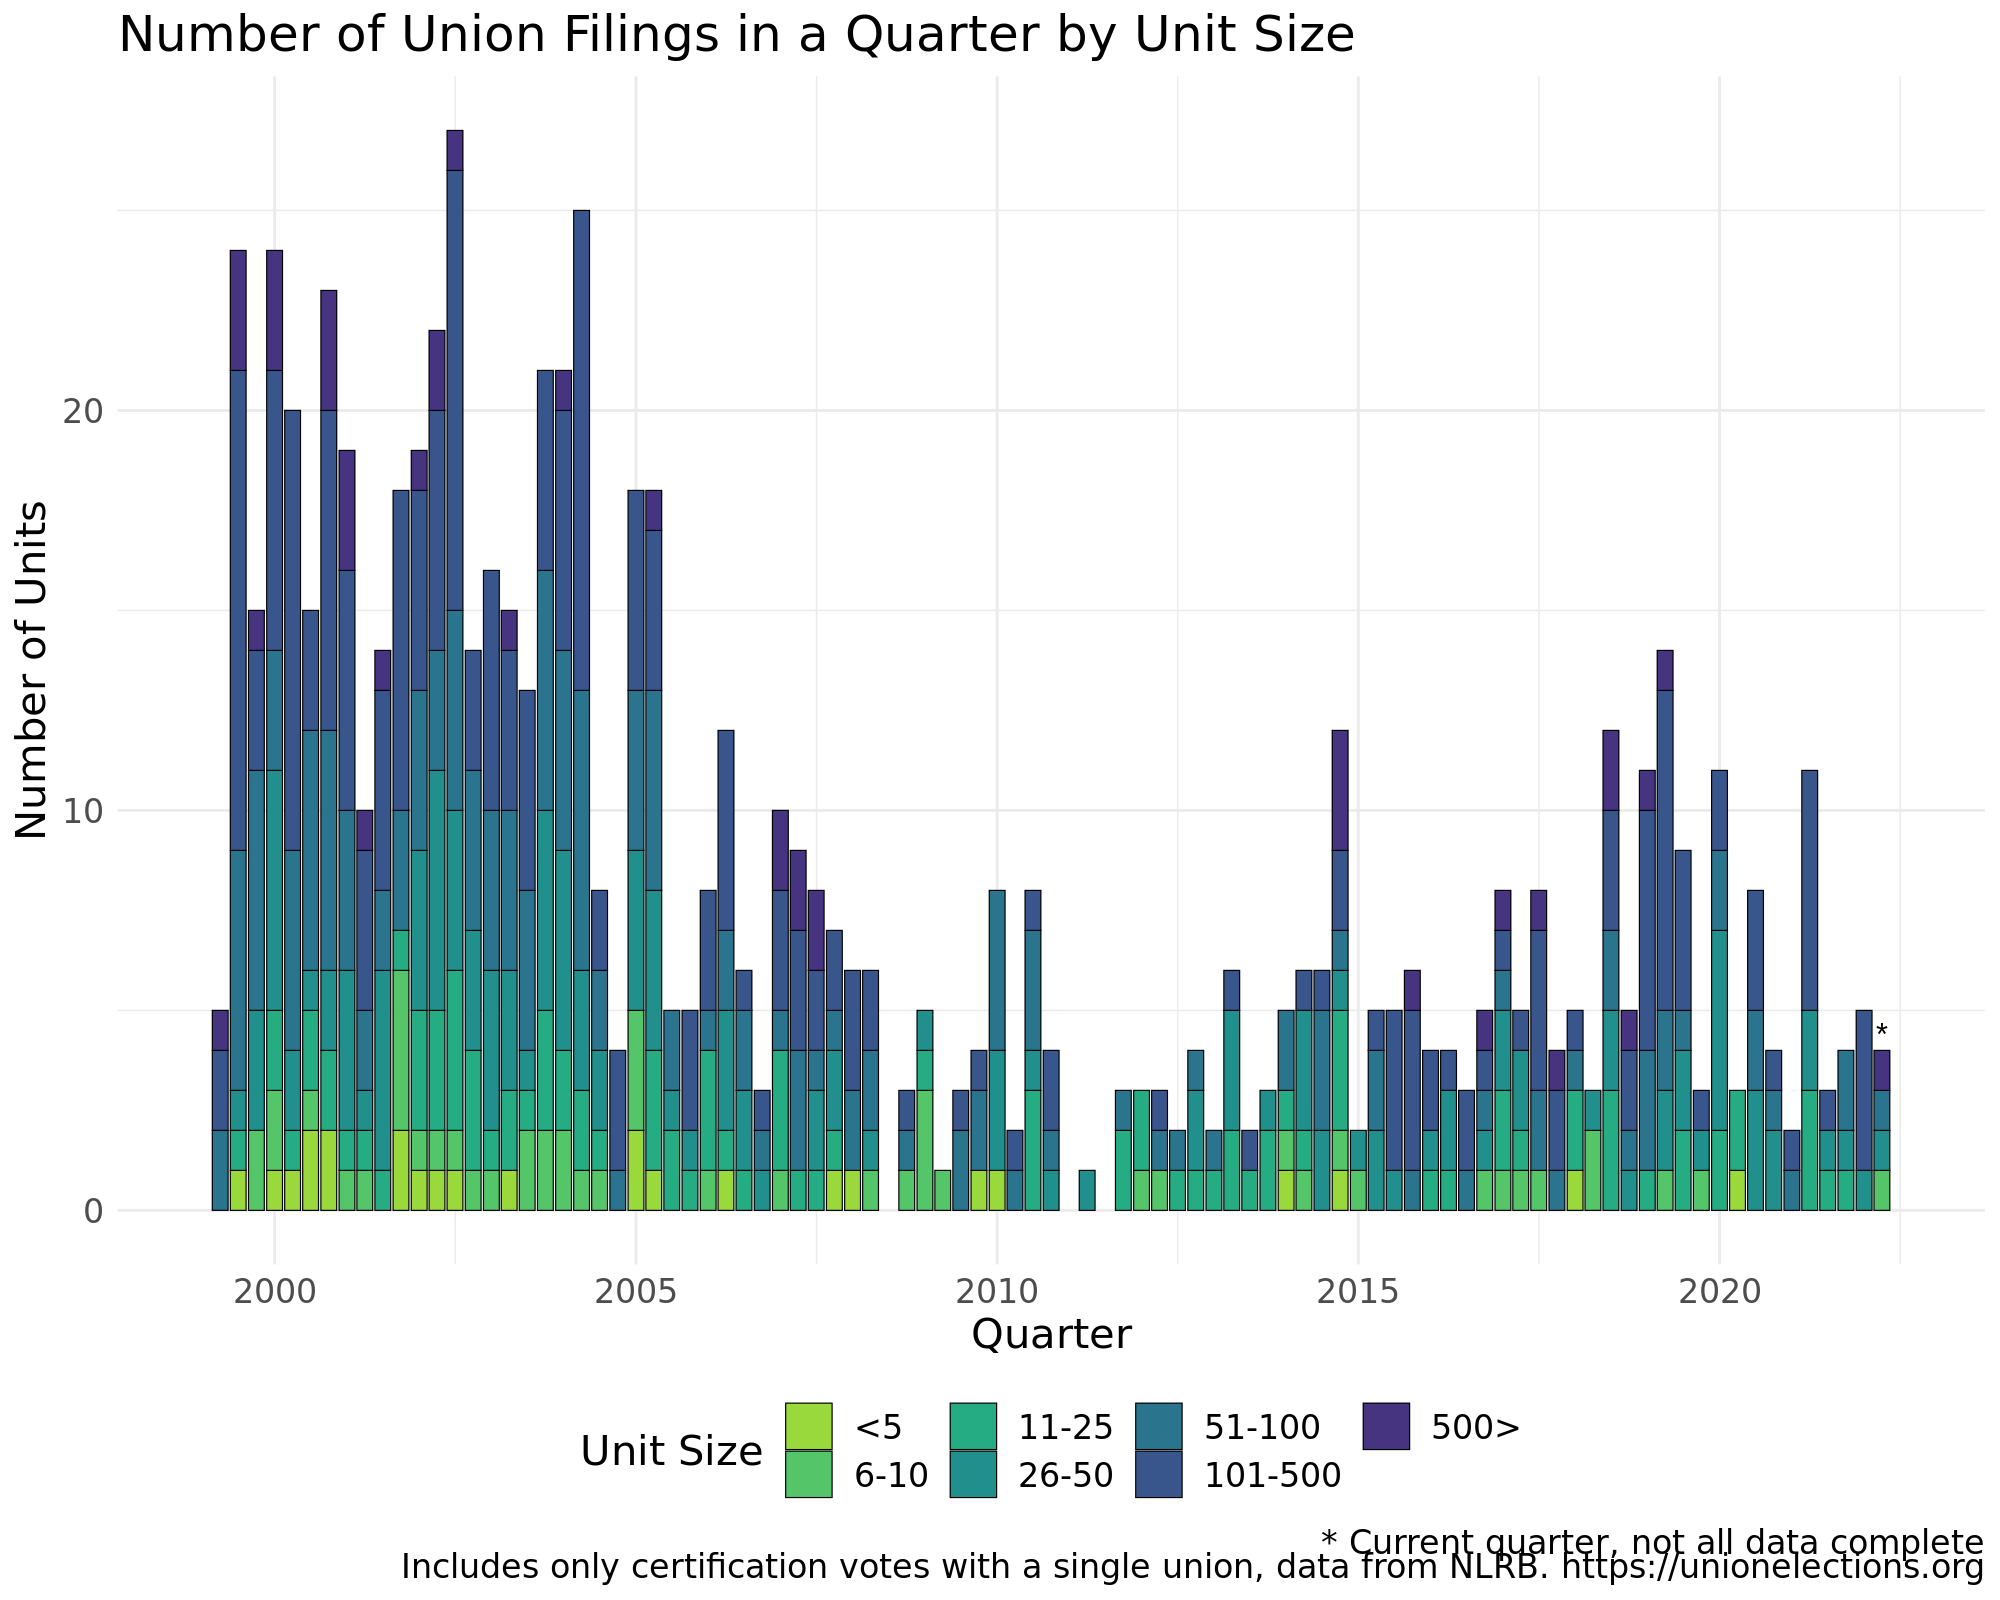 Number of Union Filings in a Quarter by Unit Size
Number of Units
20
10
0
*
2000 2005 2010 2015 2020
Quarter
Unit Size
<5 11-25 51-100 500>
6-10 26-50 101-500
* Current quarter, not all data complete
Includes only certification votes with a single union, data from NLRB. https://unionelections.org